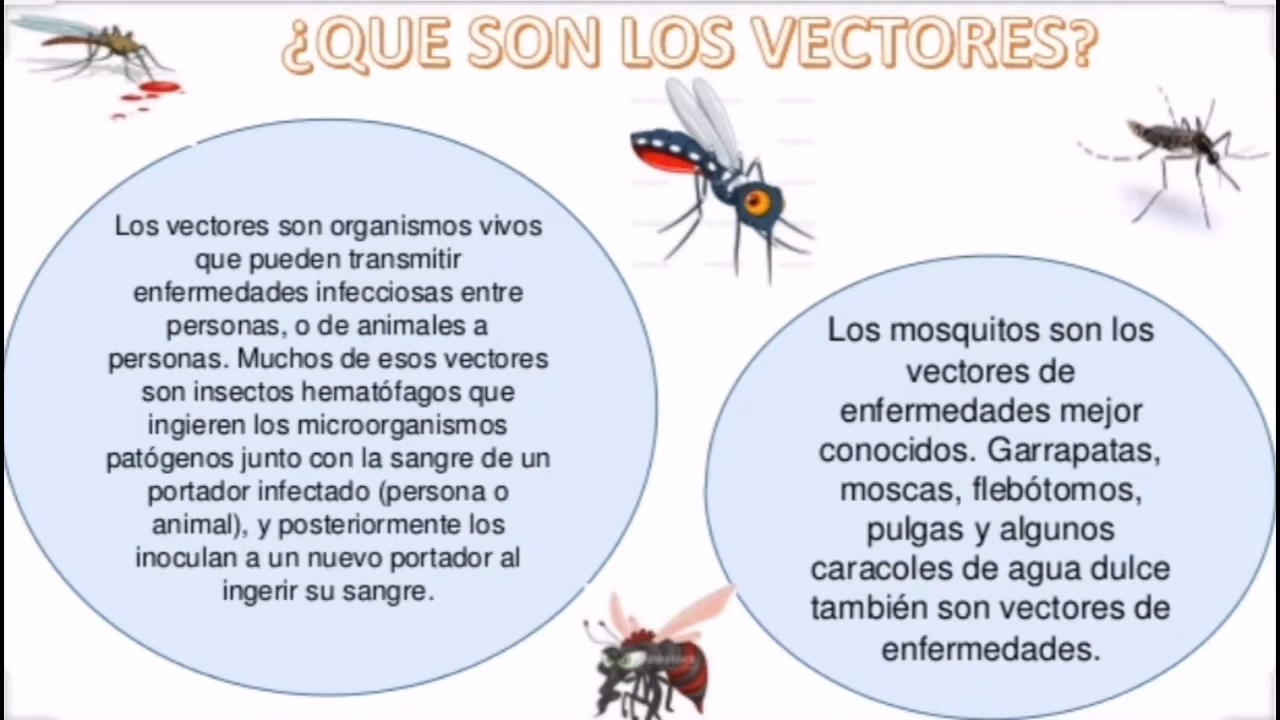 ¿QUE SON LOS VECTORES?
Los vectores son organismos vivos
que pueden transmitir
enfermedades infecciosas entre
personas, o de animales a
personas. Muchos de esos vectores
son insectos hematófagos que
ingieren los microorganismos
patógenos junto con la sangre de un
portador infectado (persona o
animal), y posteriormente los
inoculan a un nuevo portador al
ingerir su sangre.
Los mosquitos son los
vectores de
enfermedades mejor
conocidos. Garrapatas,
moscas, flebótomos,
pulgas y algunos
caracoles de agua dulce
también son vectores de
enfermedades.